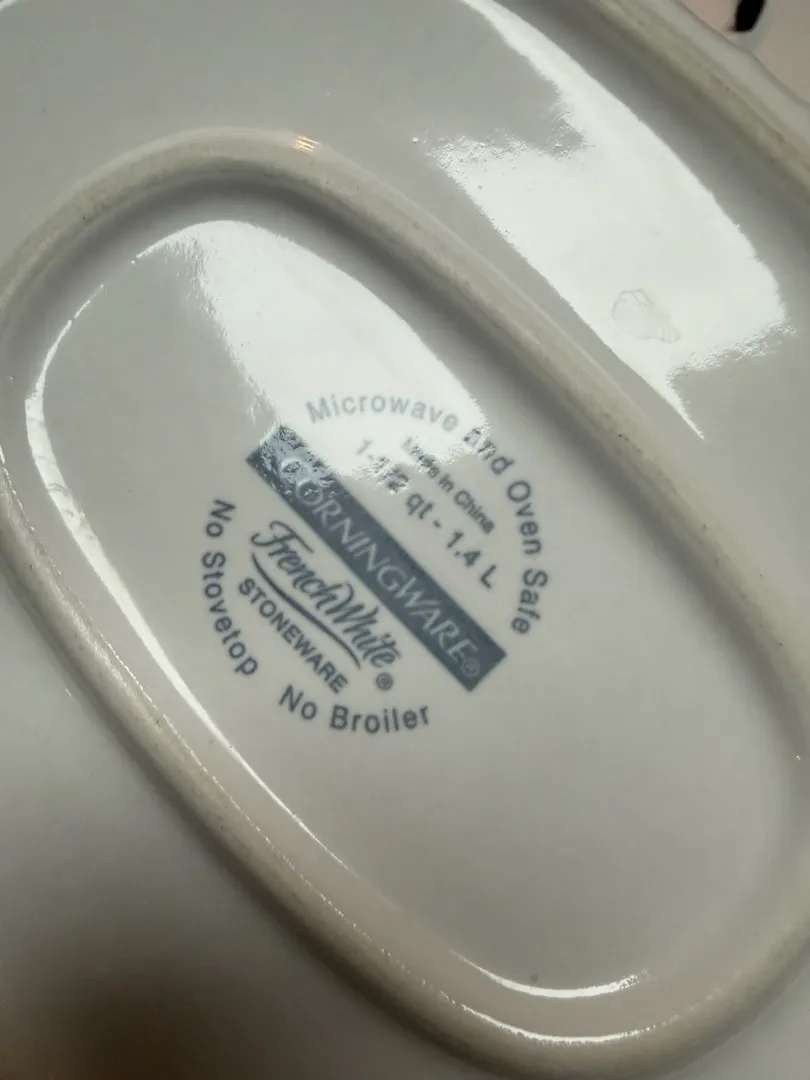 Microwave and Oven Safe
Made in China
1-1/2 qt - 1.4 L
CORNINGWARE®
FrenchWhite®
STONEWARE
No Stovetop No Broiler